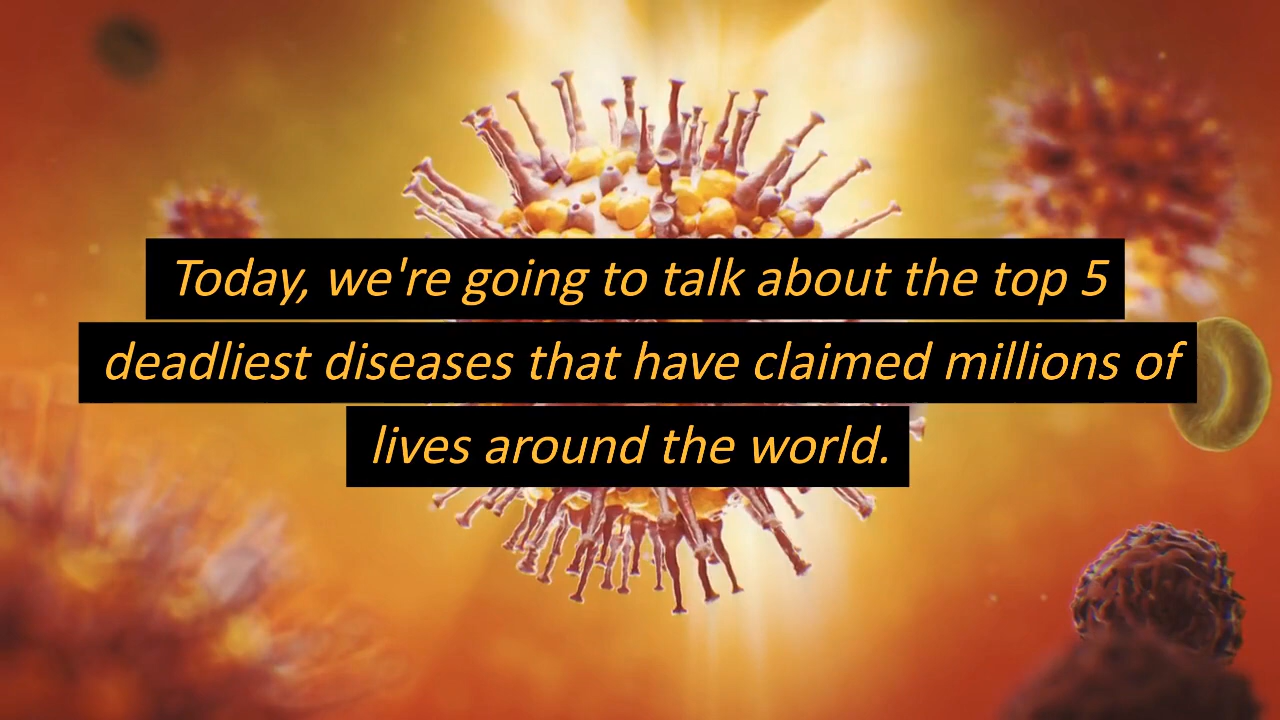 Today, we're going to talk about the top 5
deadliest diseases that have claimed millions of
lives around the world.